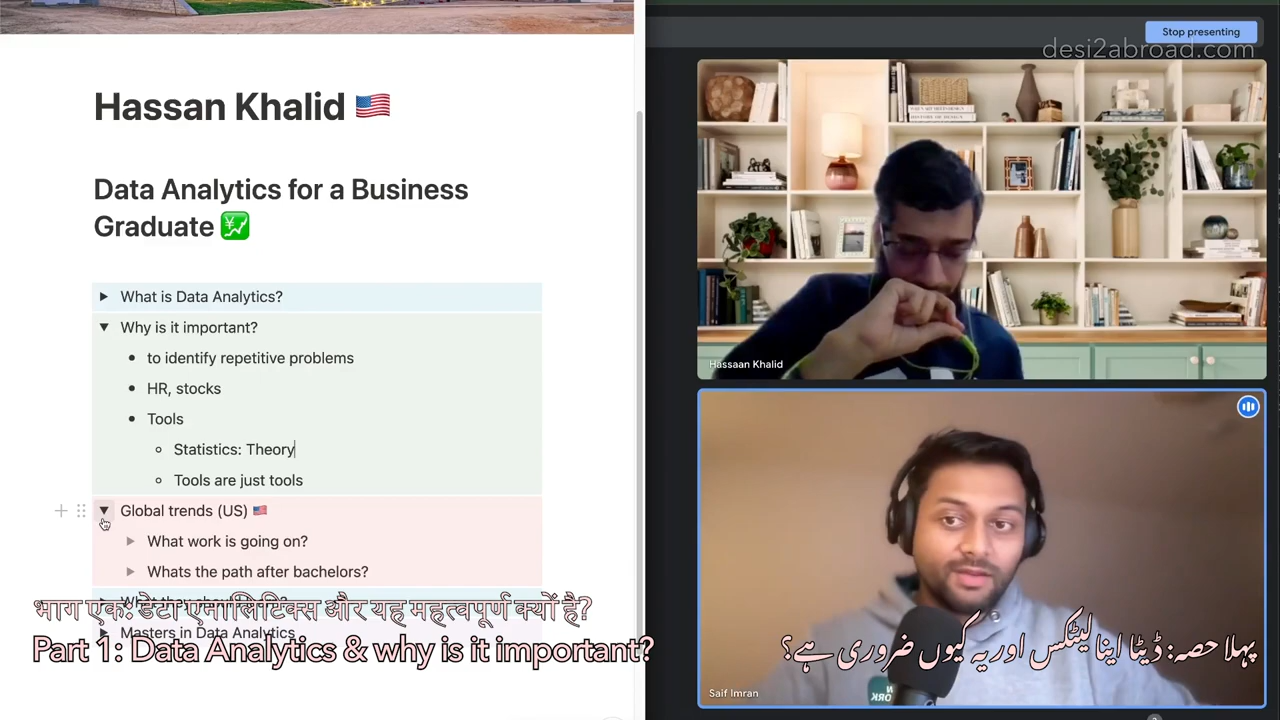 Hassan Khalid 🇺🇸
Data Analytics for a Business
Graduate 💹
What is Data Analytics?
Why is it important?
to identify repetitive problems
HR, stocks
Tools
Statistics: Theory
Tools are just tools
Global trends (US) 🇺🇸
What work is going on?
Whats the path after bachelors?
भाग एक: डेटा एनालिटिक्स और यह महत्वपूर्ण क्यों है?
Masters in Data Analytics
Part 1: Data Analytics & why is it important?
Stop presenting
desi2abroad.com
Hassaan Khalid
پہلا حصہ: ڈیٹا اینا لیٹکس اور یہ کیوں ضروری ہے؟
Saif Imran